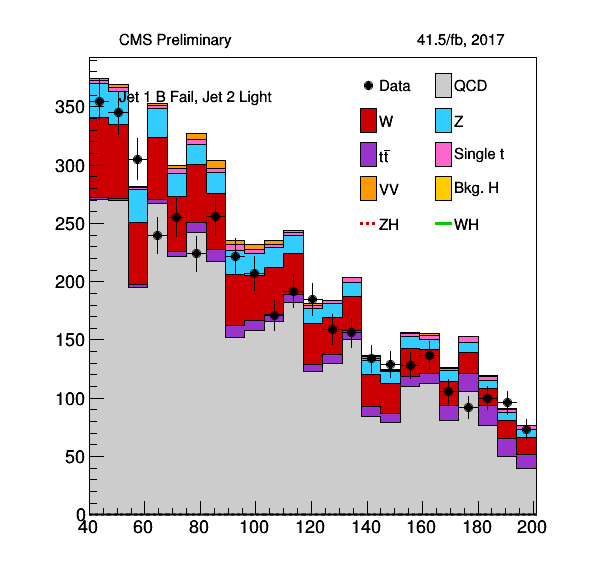 CMS Preliminary 41.5/fb, 2017
Jet 1 B Fail, Jet 2 Light
Data QCD
W Z
tt̅ Single t
VV Bkg. H
ZH WH
350
300
250
200
150
100
50
0
40 60 80 100 120 140 160 180 200